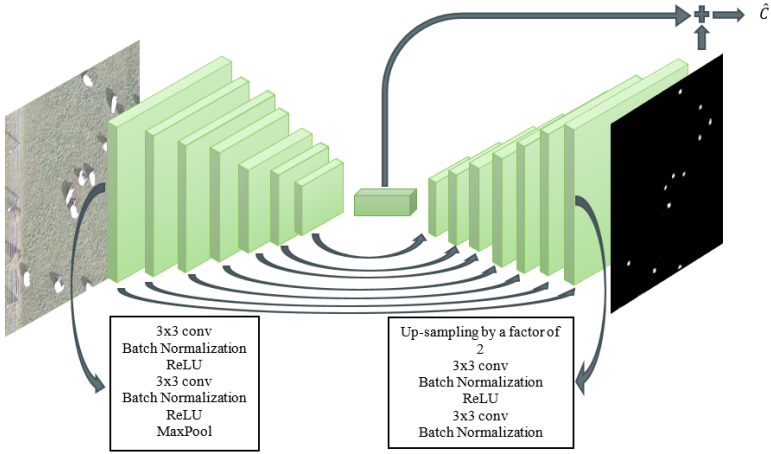 Ĉ
3x3 conv
Batch Normalization
ReLU
3x3 conv
Batch Normalization
ReLU
MaxPool
Up-sampling by a factor of
2
3x3 conv
Batch Normalization
ReLU
3x3 conv
Batch Normalization